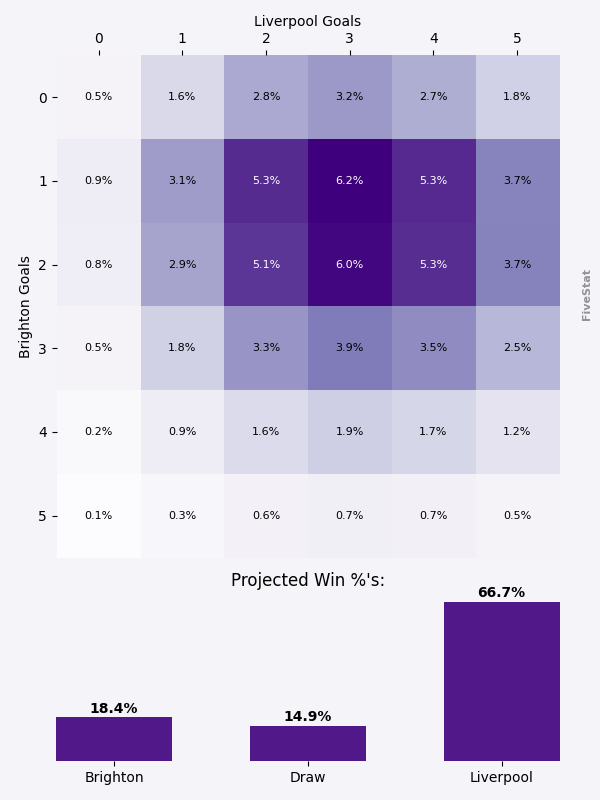 Liverpool Goals
0 1 2 3 4 5
0 0.5% 1.6% 2.8% 3.2% 2.7% 1.8%
1 0.9% 3.1% 5.3% 6.2% 5.3% 3.7%
2 0.8% 2.9% 5.1% 6.0% 5.3% 3.7%
3 0.5% 1.8% 3.3% 3.9% 3.5% 2.5%
4 0.2% 0.9% 1.6% 1.9% 1.7% 1.2%
5 0.1% 0.3% 0.6% 0.7% 0.7% 0.5%
Brighton Goals
FiveStat
Projected Win %'s:
18.4% 14.9% 66.7%
Brighton Draw Liverpool